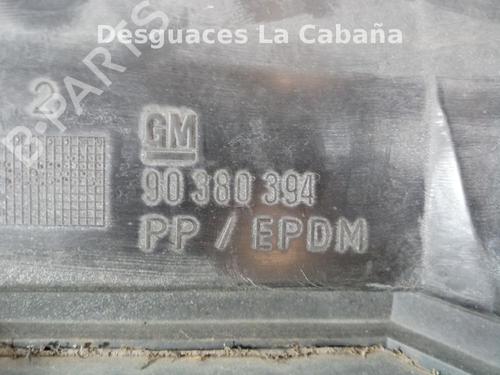 Desguaces La Cabaña
B-PARTS
2
GM
90 380 394
PP / EPDM